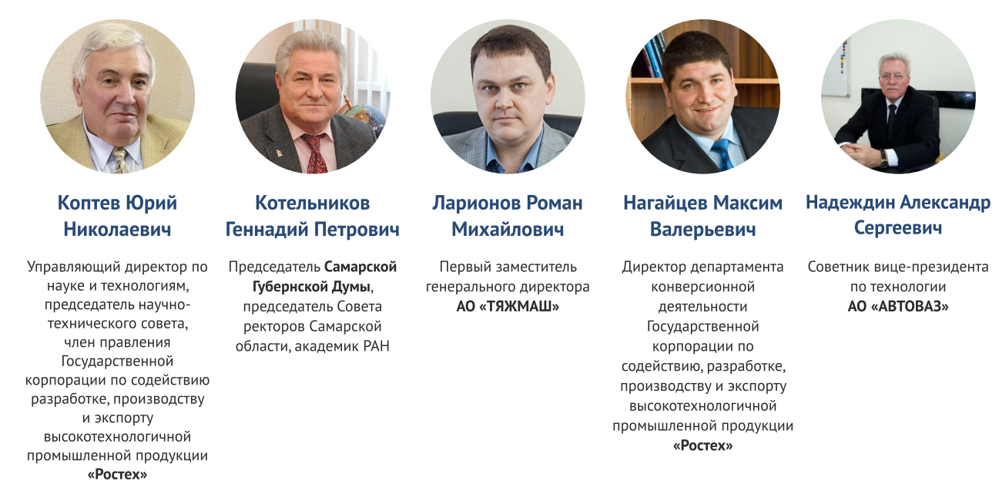 Коптев Юрий
Николаевич
Управляющий директор по
науке и технологиям,
председатель научно-
технического совета,
член правления
Государственной
корпорации по содействию
разработке, производству
и экспорту
высокотехнологичной
промышленной продукции
«Ростех»
Котельников
Геннадий Петрович
Председатель Самарской
Губернской Думы,
председатель Совета
ректоров Самарской
области, академик РАН
Ларионов Роман
Михайлович
Первый заместитель
генерального директора
АО «ТЯЖМАШ»
Нагайцев Максим
Валерьевич
Директор департамента
конверсионной
деятельности
Государственной
корпорации по
содействию, разработке,
производству и экспорту
высокотехнологичной
промышленной продукции
«Ростех»
Надеждин Александр
Сергеевич
Советник вице-президента
по технологии
АО «АВТОВАЗ»